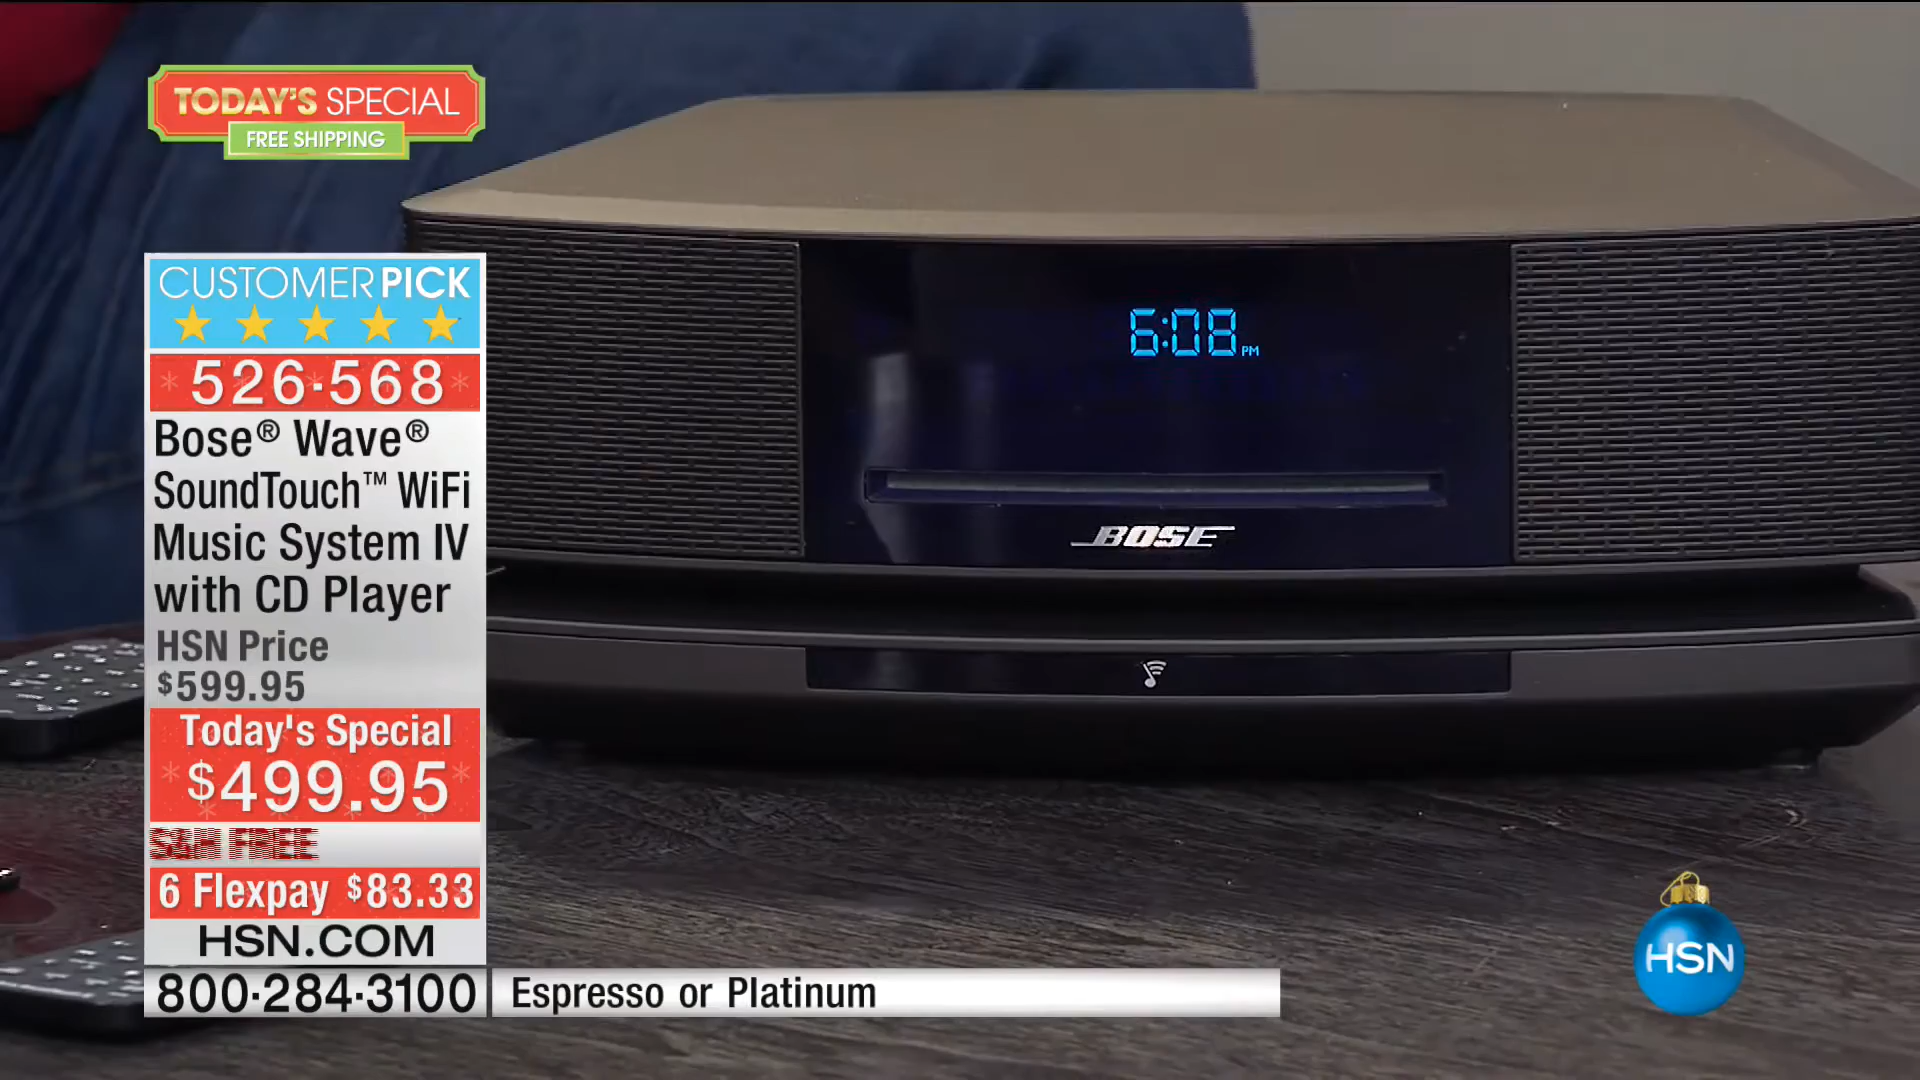 TODAY'S SPECIAL
FREE SHIPPING
CUSTOMER PICK
526·568
Bose® Wave®
SoundTouch™ WiFi
Music System IV
with CD Player
HSN Price
$599.95
Today's Special
$499.95
S&H FREE
6 Flexpay $83.33
HSN.COM
800·284·3100
Espresso or Platinum
6:08 PM
BOSE
HSN